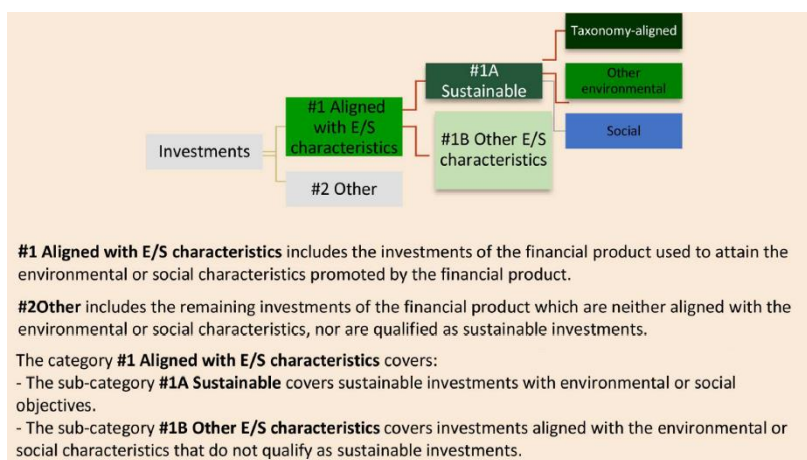 Taxonomy-aligned
#1A
Sustainable
Other
environmental
#1 Aligned
with E/S
characteristics
Social
#1B Other E/S
characteristics
Investments
#2 Other
#1 Aligned with E/S characteristics includes the investments of the financial product used to attain the
environmental or social characteristics promoted by the financial product.
#2Other includes the remaining investments of the financial product which are neither aligned with the
environmental or social characteristics, nor are qualified as sustainable investments.
The category #1 Aligned with E/S characteristics covers:
- The sub-category #1A Sustainable covers sustainable investments with environmental or social
objectives.
- The sub-category #1B Other E/S characteristics covers investments aligned with the environmental or
social characteristics that do not qualify as sustainable investments.